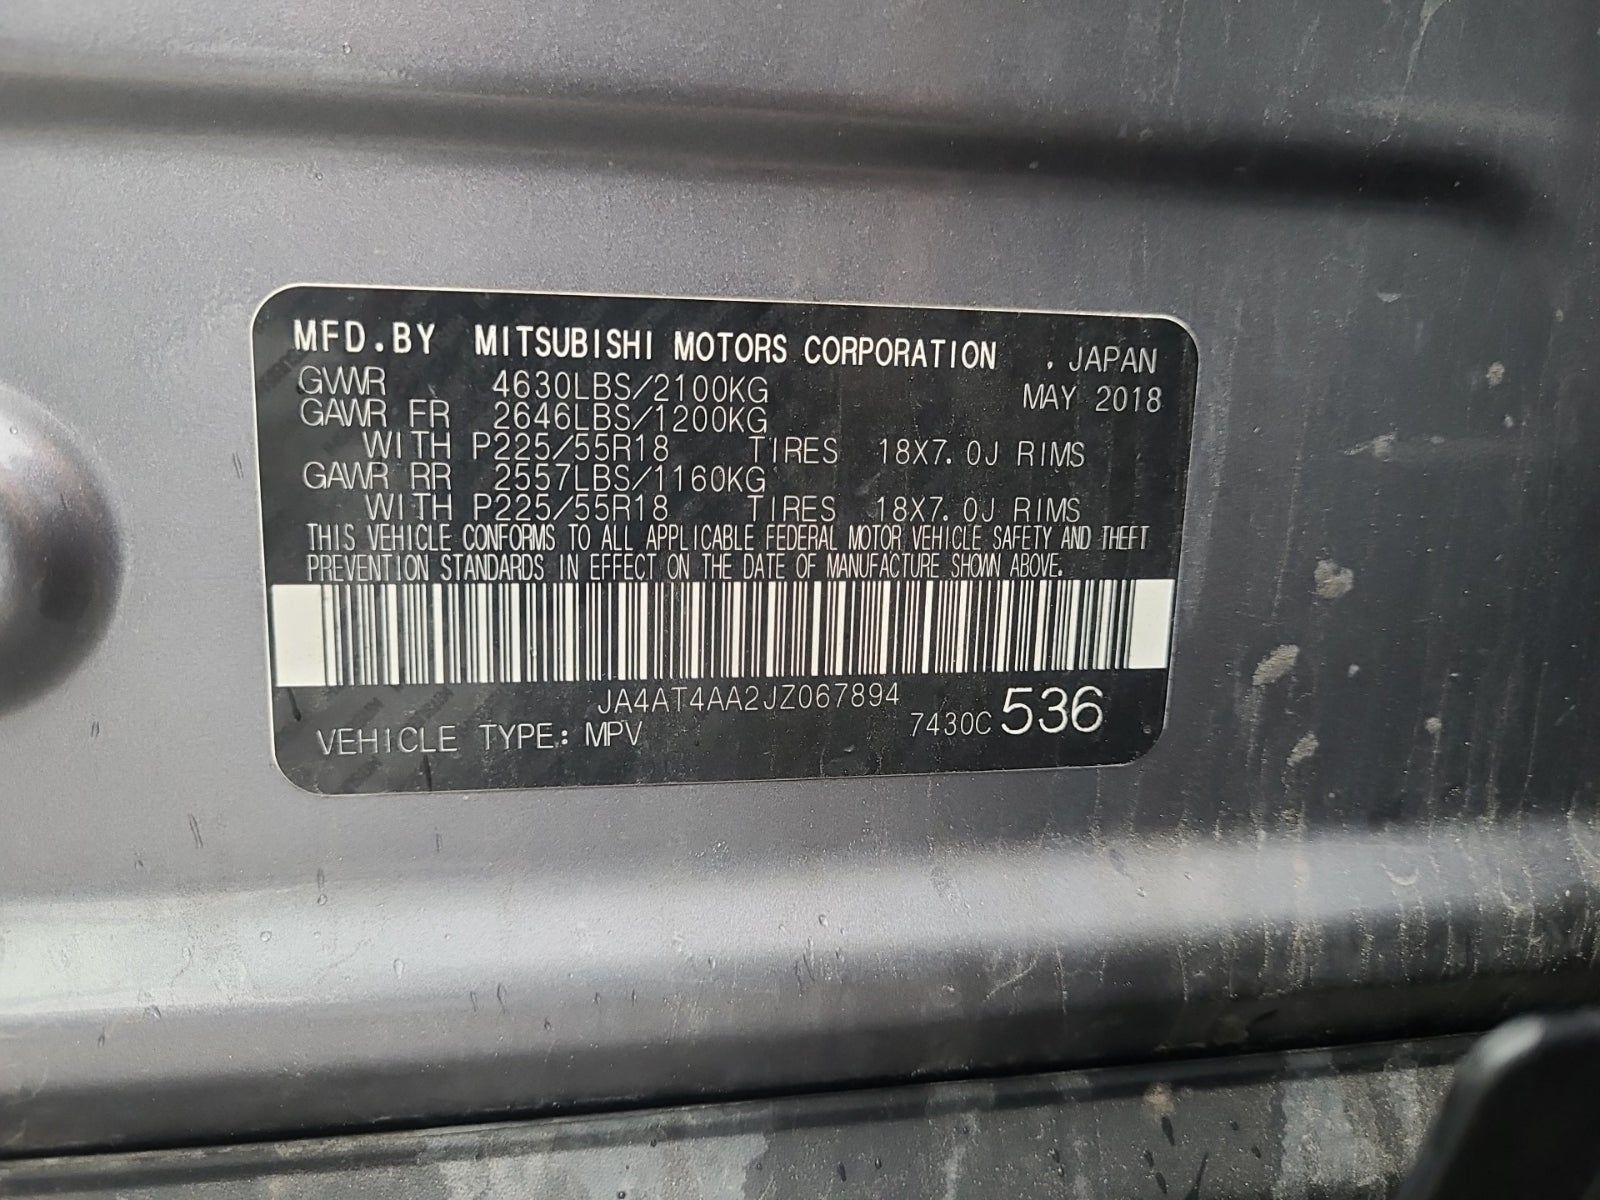 MFD.BY MITSUBISHI MOTORS CORPORATION , JAPAN
GVWR 4630LBS/2100KG MAY 2018
GAWR FR 2646LBS/1200KG
WITH P225/55R18 TIRES 18X7.0J RIMS
GAWR RR 2557LBS/1160KG
WITH P225/55R18 TIRES 18X7.0J RIMS
THIS VEHICLE CONFORMS TO ALL APPLICABLE FEDERAL MOTOR VEHICLE SAFETY AND THEFT
PREVENTION STANDARDS IN EFFECT ON THE DATE OF MANUFACTURE SHOWN ABOVE.
JA4AT4AA2JZ067894
VEHICLE TYPE: MPV 7430C 536